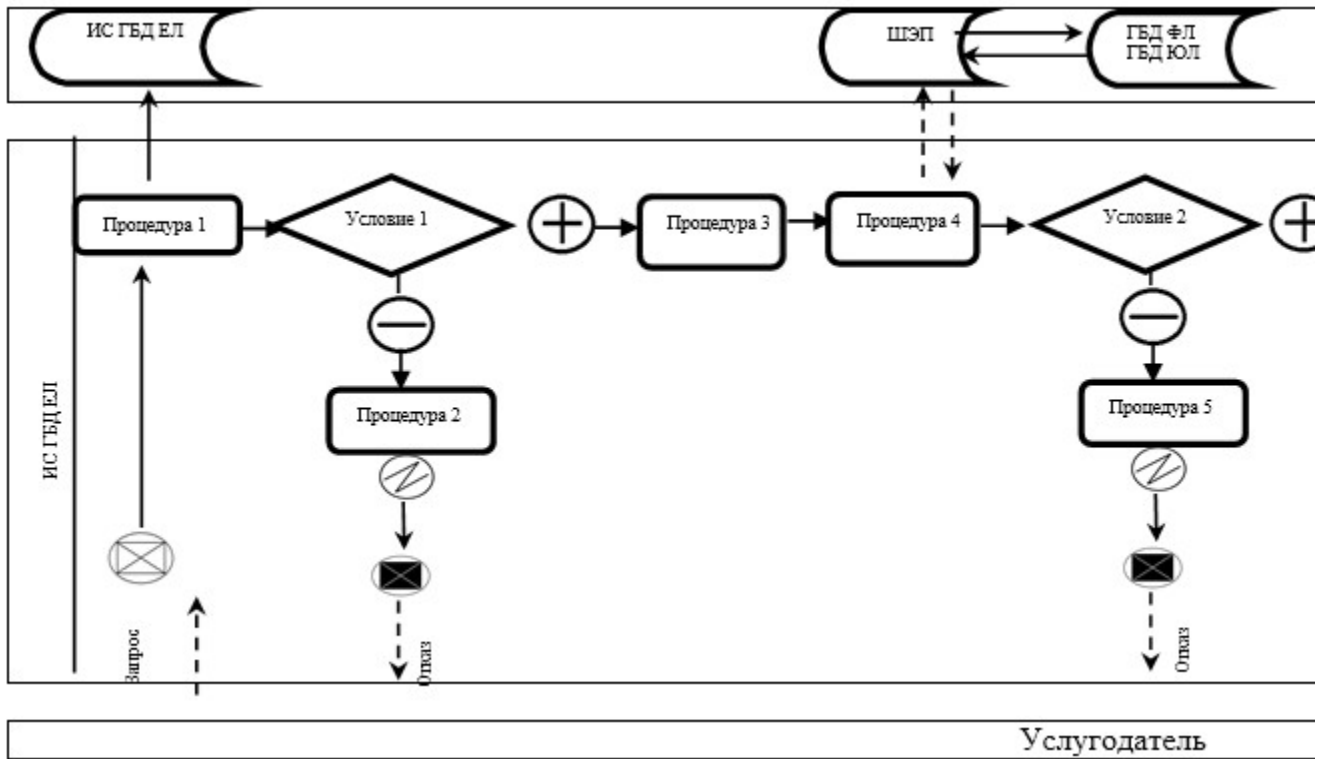 ИС ГБД ЕЛ
ШЭП
ГБД ФЛ
ГБД ЮЛ
Процедура 1
Условие 1
Процедура 3
Процедура 4
Условие 2
Процедура 2
Процедура 5
ИС ГБД ЕЛ
Запрос
Отказ
Отказ
Услугодатель